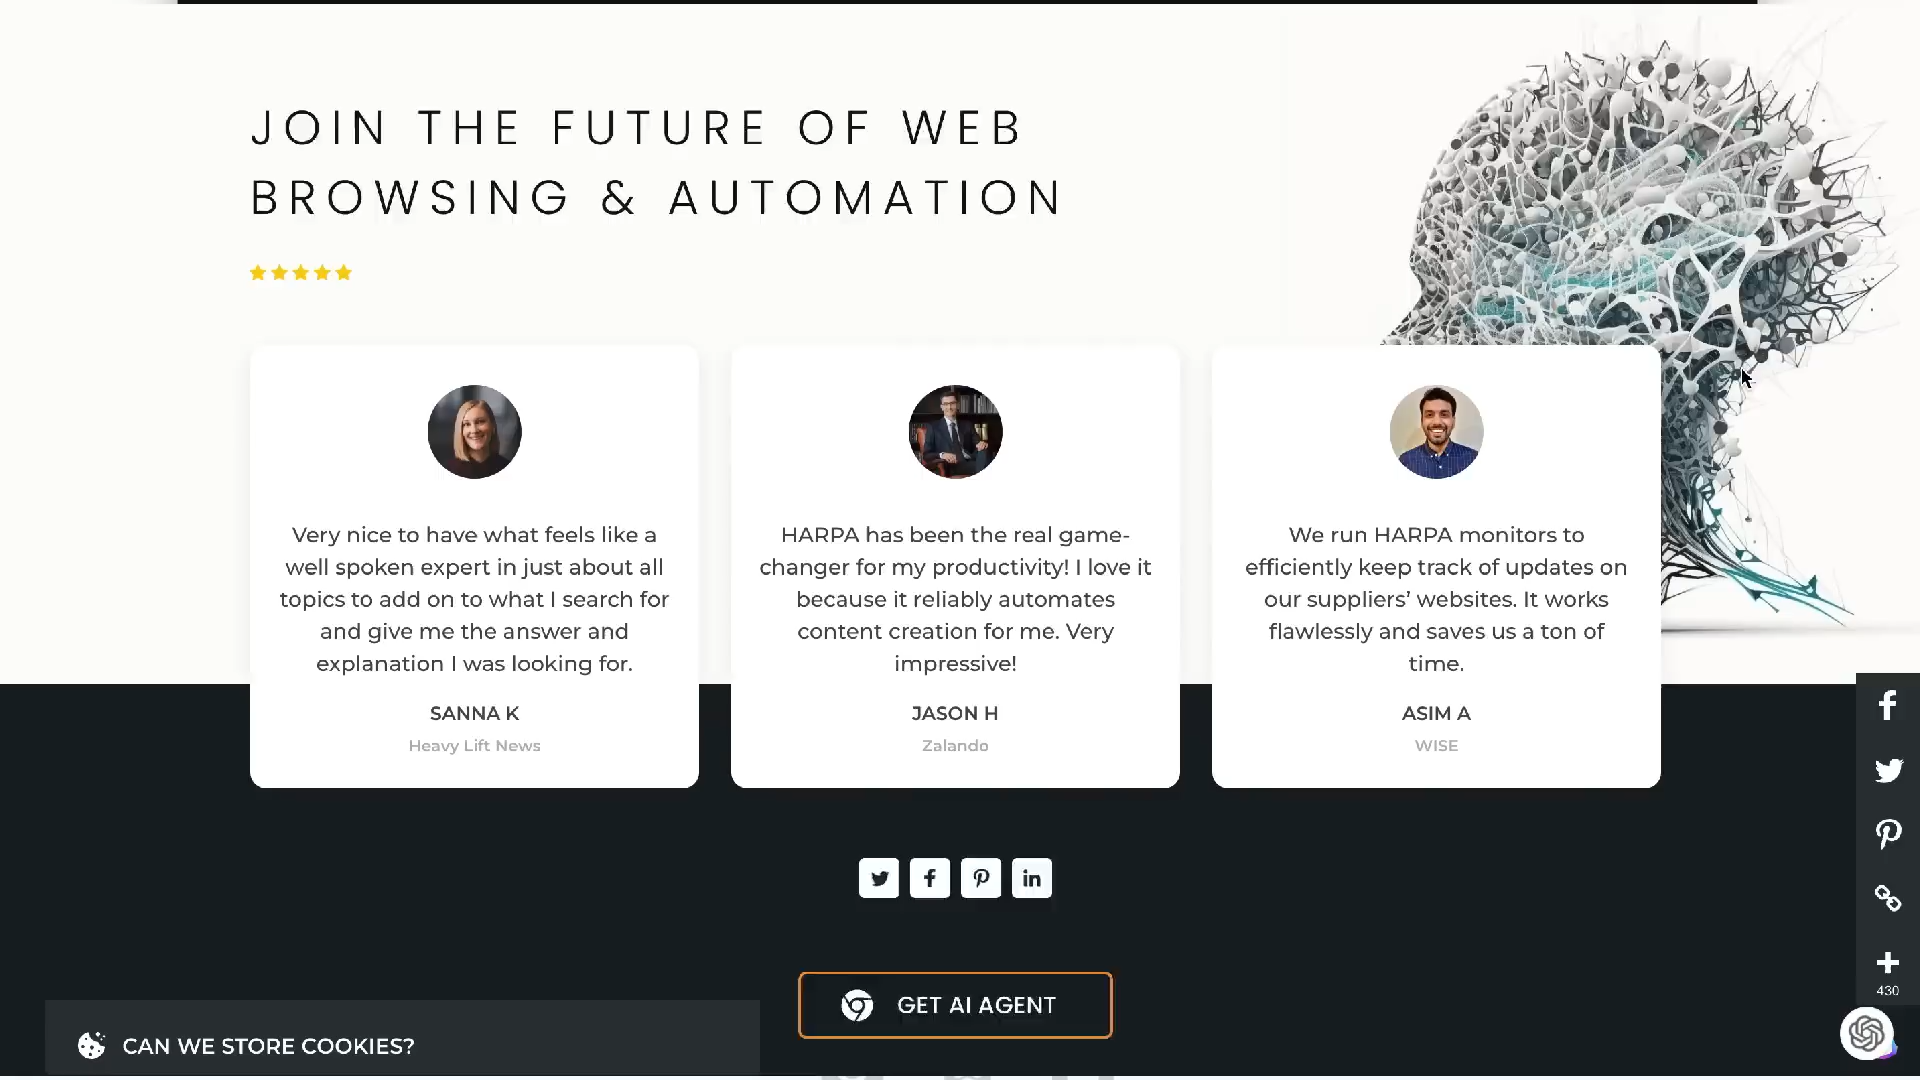 JOIN THE FUTURE OF WEB
BROWSING & AUTOMATION
Very nice to have what feels like a
well spoken expert in just about all
topics to add on to what I search for
and give me the answer and
explanation I was looking for.
SANNA K
Heavy Lift News
HARPA has been the real game-
changer for my productivity! I love it
because it reliably automates
content creation for me. Very
impressive!
JASON H
Zalando
We run HARPA monitors to
efficiently keep track of updates on
our suppliers’ websites. It works
flawlessly and saves us a ton of
time.
ASIM A
WISE
430
GET AI AGENT
CAN WE STORE COOKIES?